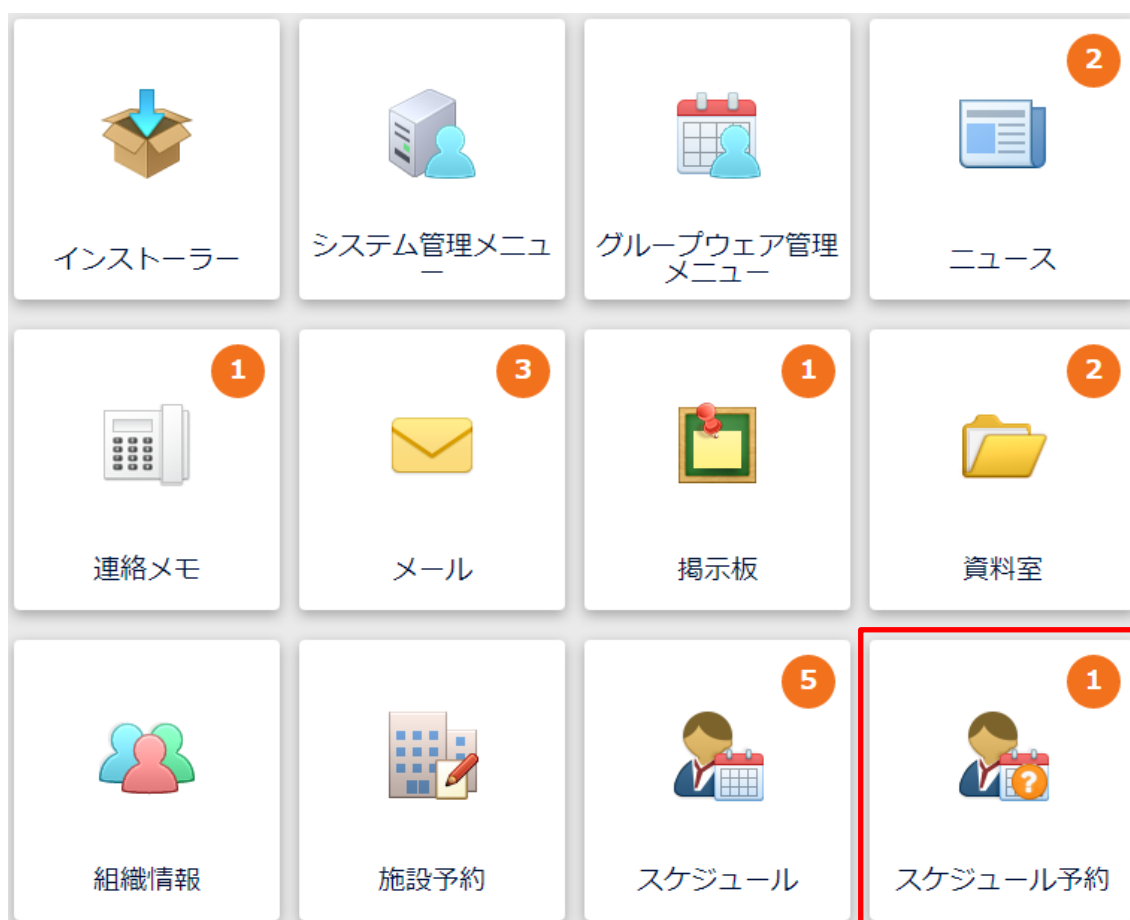 2
インストーラー
システム管理メニュ
ー
グループウェア管理
メニュー
ニュース
1
3
1
2
連絡メモ
メール
掲示板
資料室
5
1
?
組織情報
施設予約
スケジュール
スケジュール予約